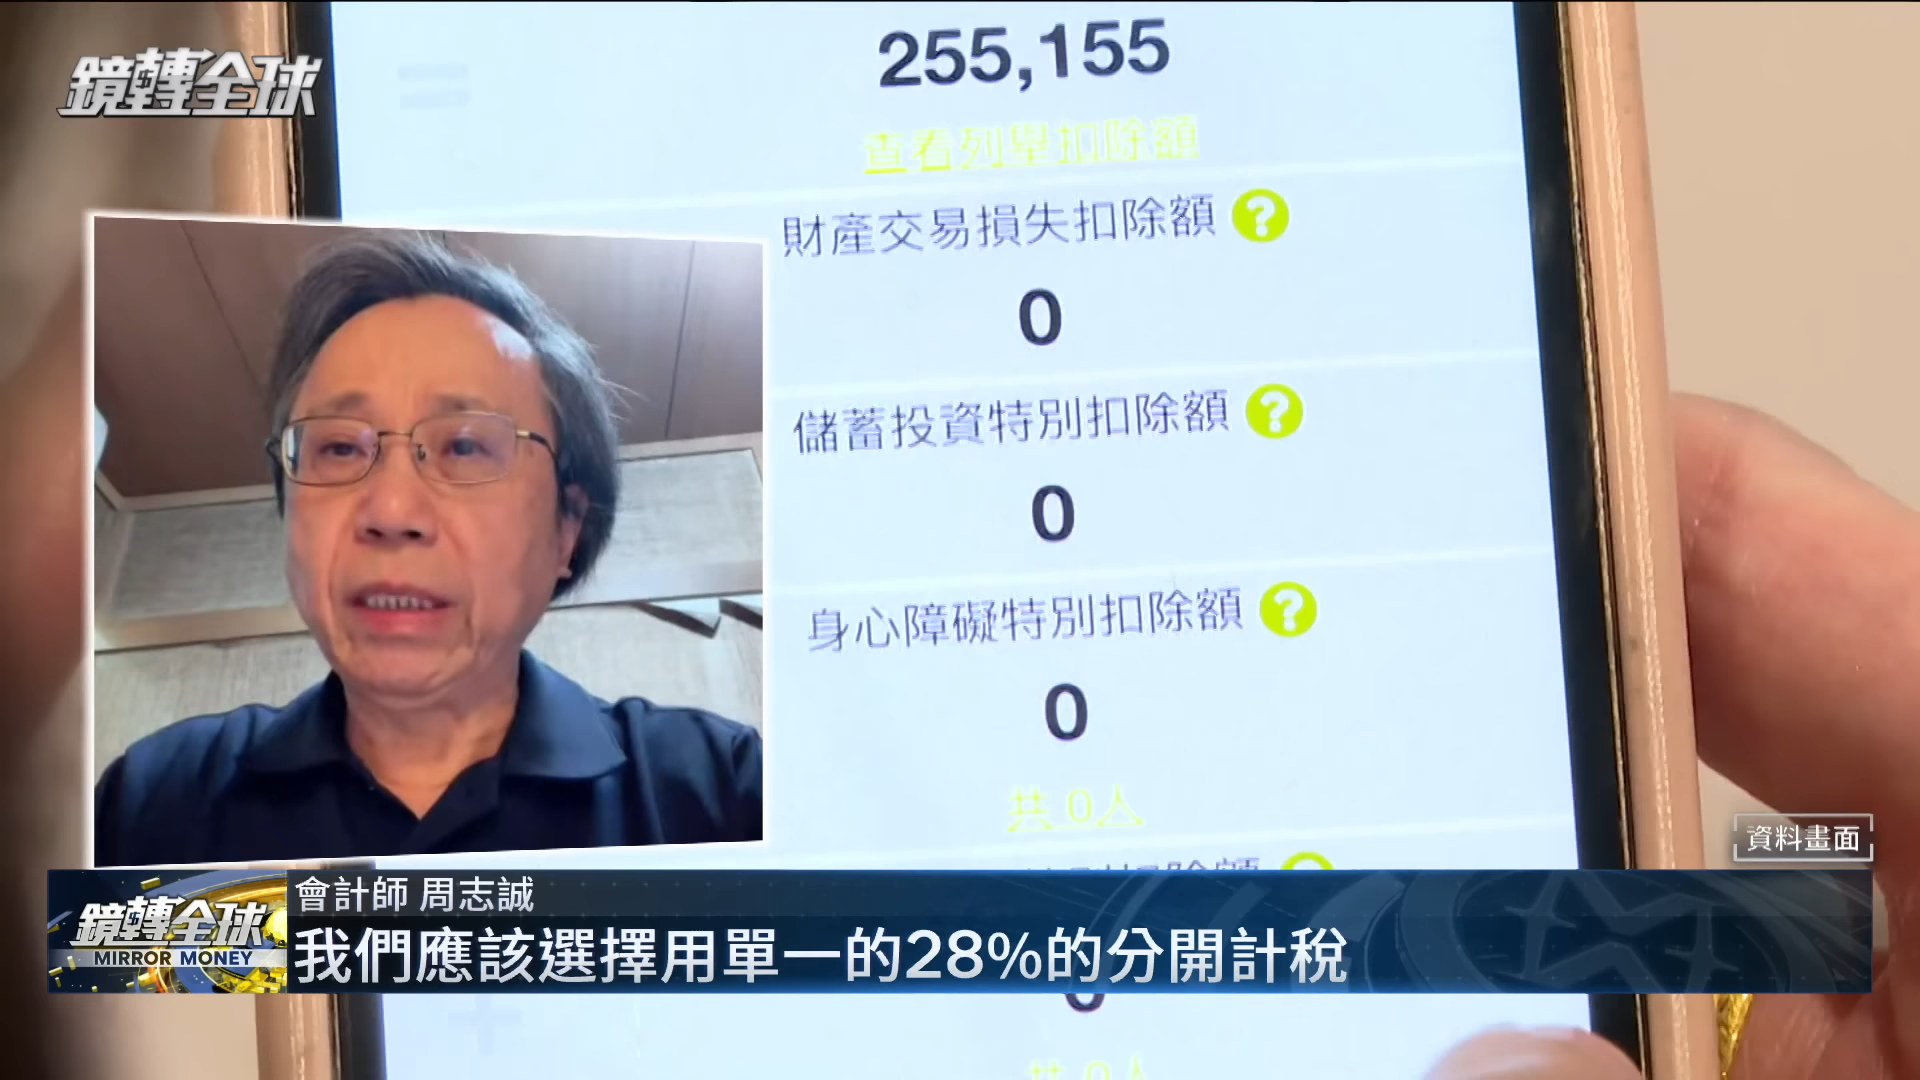 鏡轉全球
255,155
查看列舉扣除額
財產交易損失扣除額 ?
0
儲蓄投資特別扣除額 ?
0
身心障礙特別扣除額 ?
0
共 0人
資料畫面
會計師 周志誠
鏡轉全球
MIRROR MONEY
我們應該選擇用單一的28%的分開計稅
0
共 0人